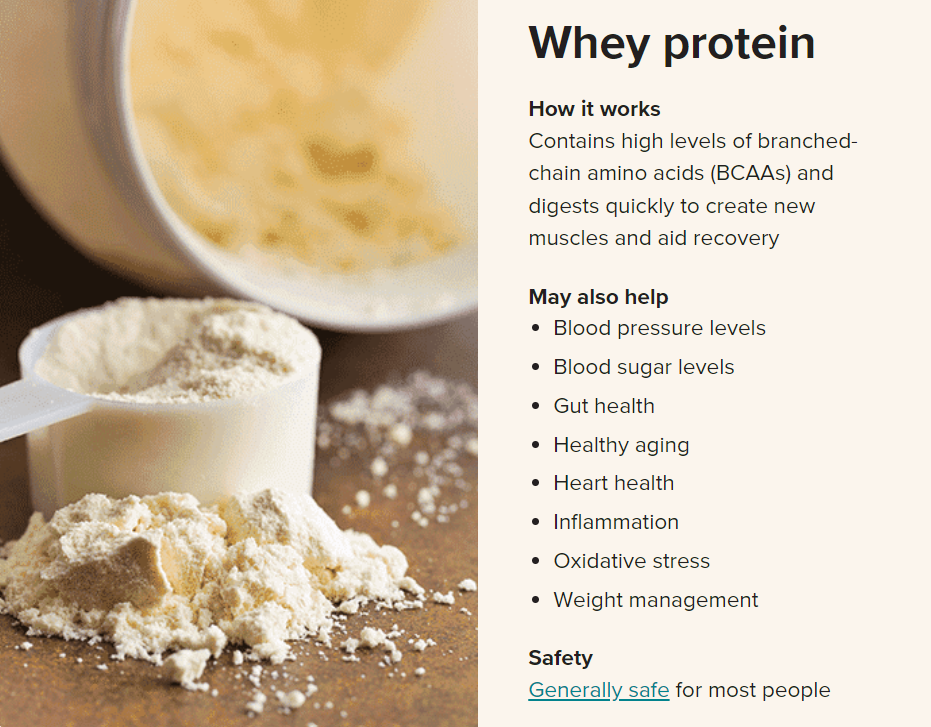 Whey protein
How it works
Contains high levels of branched-
chain amino acids (BCAAs) and
digests quickly to create new
muscles and aid recovery
May also help
• Blood pressure levels
• Blood sugar levels
• Gut health
• Healthy aging
• Heart health
• Inflammation
• Oxidative stress
• Weight management
Safety
Generally safe for most people